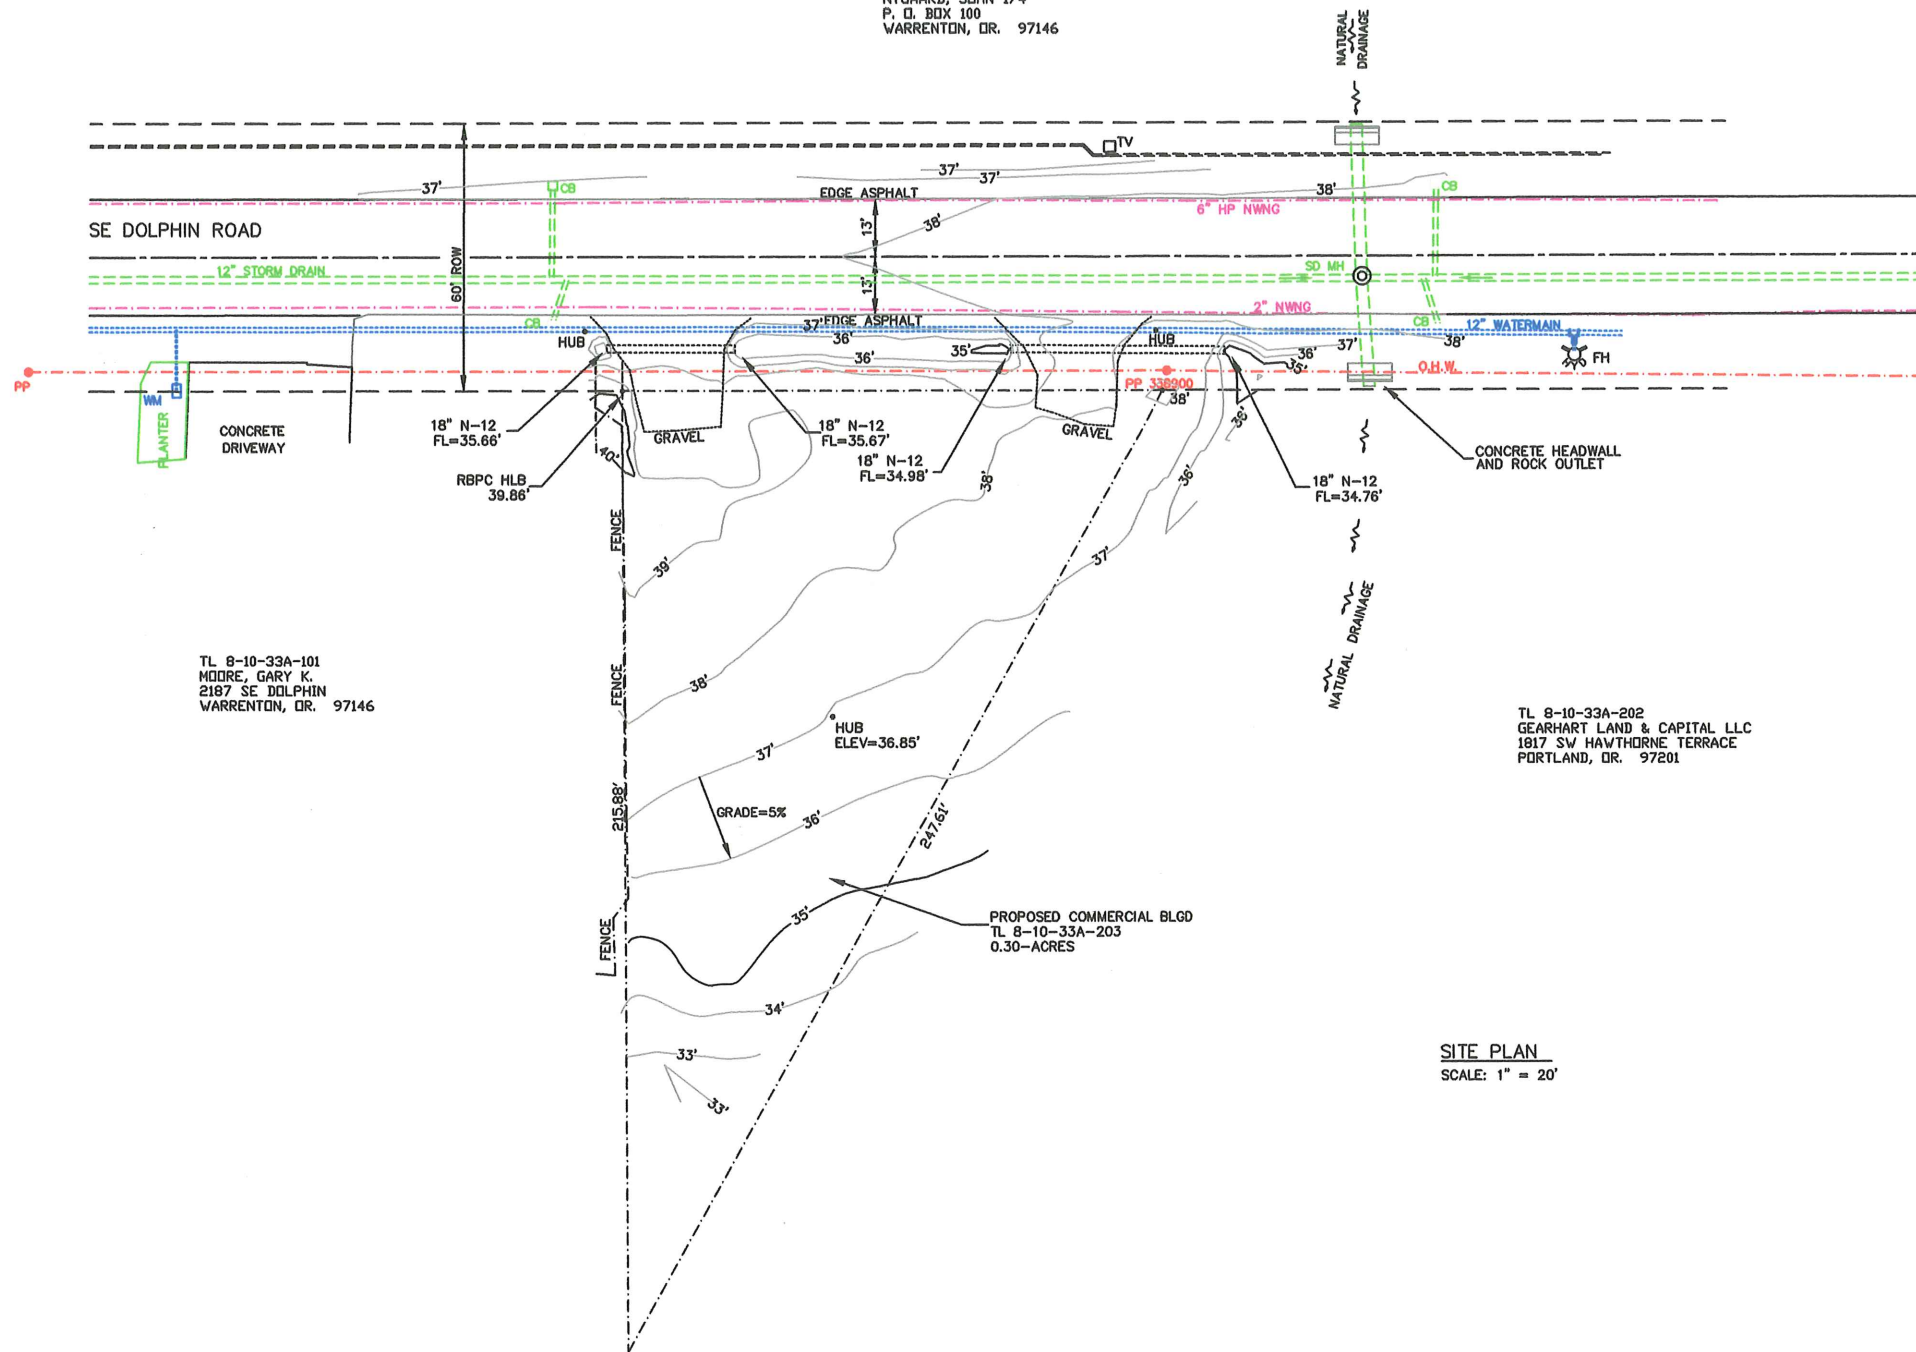 P. O. BOX 100
WARRENTON, OR. 97146
NATURAL
DRAINAGE
TV
37'
37'
37'
38'
CB
CB
EDGE ASPHALT
6" HP NWNG
SE DOLPHIN ROAD
60' ROW
13'
38'
12" STORM DRAIN
SD MH
13'
2" NWNG
CB
37'
EDGE ASPHALT
CB
12" WATERMAIN
HUB
36'
36'
35'
HUB
36'
37'
38'
35'
FH
O.H.W.
PP
PP 336900
38'
WM
PLANTER
CONCRETE
DRIVEWAY
18" N-12
FL=35.66'
GRAVEL
18" N-12
FL=35.67'
GRAVEL
36'
40'
18" N-12
FL=34.98'
38'
36'
CONCRETE HEADWALL
AND ROCK OUTLET
RBPC HLB
39.86'
18" N-12
FL=34.76'
FENCE
39'
37'
NATURAL DRAINAGE
TL 8-10-33A-101
MOORE, GARY K.
2187 SE DOLPHIN
WARRENTON, OR. 97146
FENCE
38'
HUB
ELEV=36.85'
TL 8-10-33A-202
GEARHART LAND & CAPITAL LLC
1817 SW HAWTHORNE TERRACE
PORTLAND, OR. 97201
37'
215.88'
GRADE=5%
36'
247.61'
35'
PROPOSED COMMERCIAL BLGD
TL 8-10-33A-203
0.30-ACRES
FENCE
34'
33'
33'
SITE PLAN
SCALE: 1" = 20'